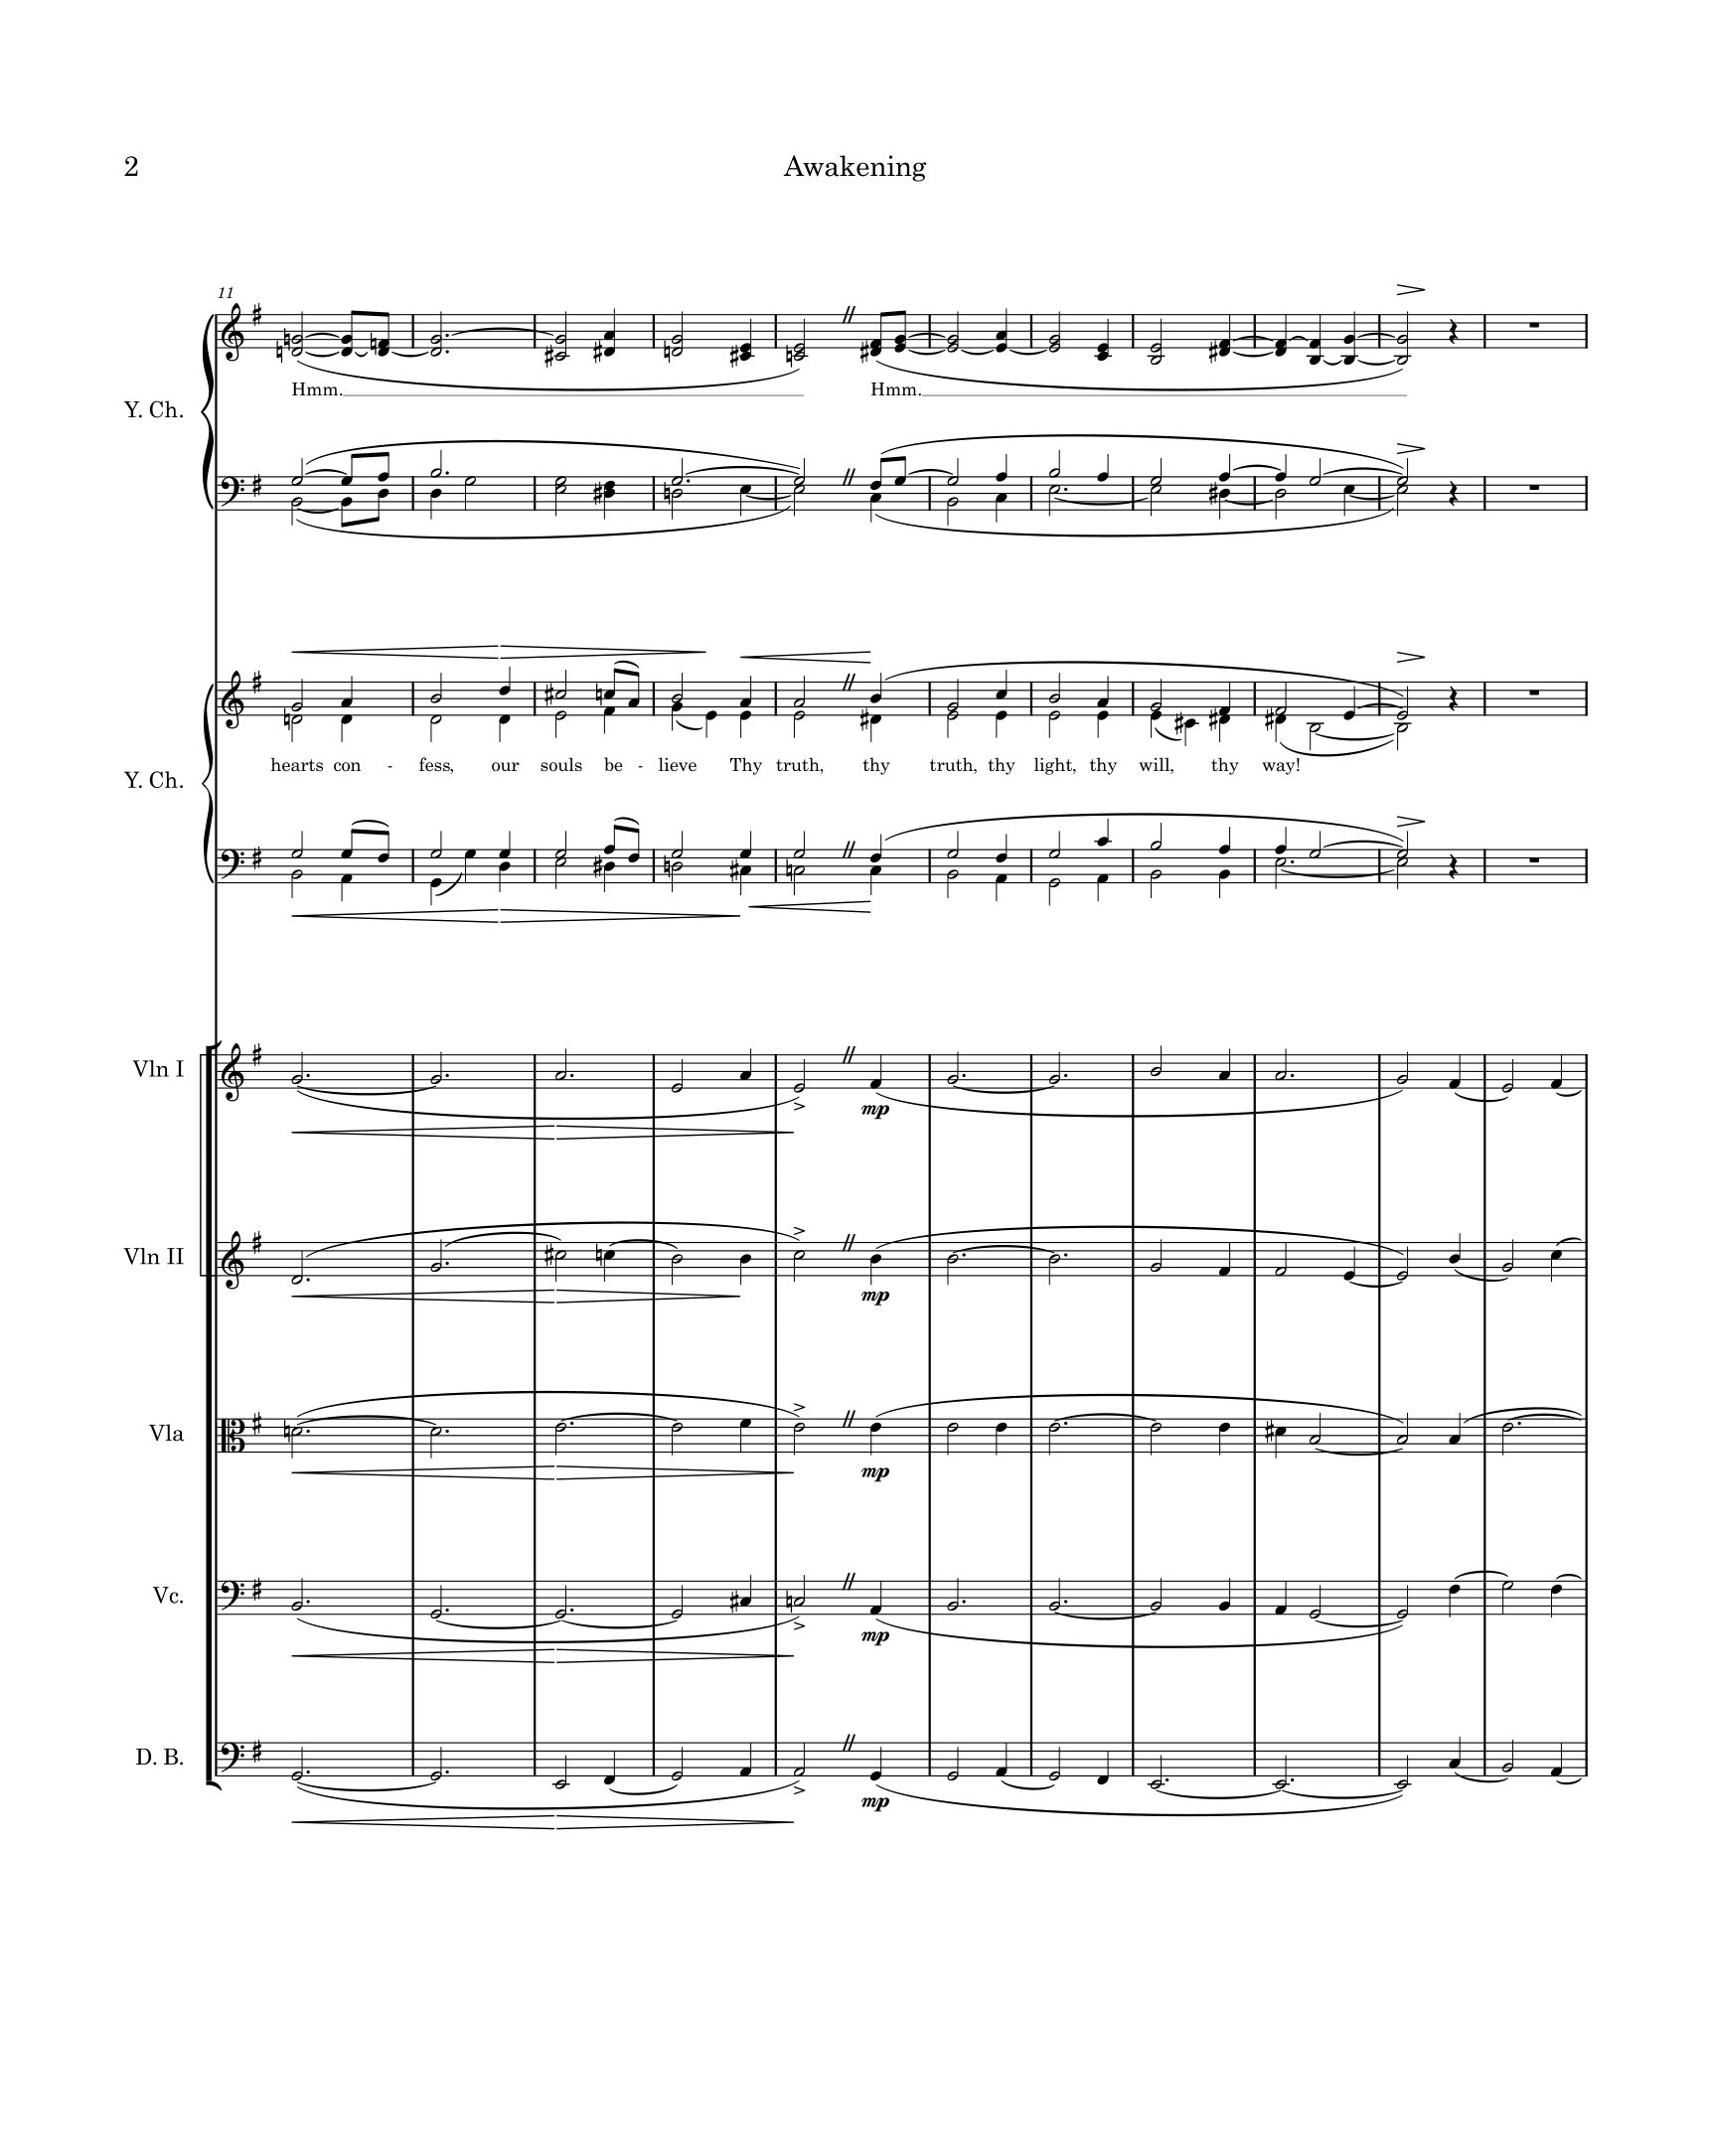 2 Awakening
11
Hmm. Hmm.
Y. Ch.
hearts con - fess, our souls be - lieve Thy truth, thy truth, thy light, thy will, thy way!
Y. Ch.
Vln I
mp
Vln II
mp
Vla
mp
Vc.
mp
D. B.
mp